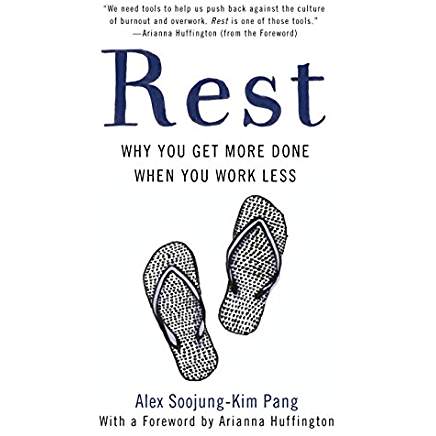 "We need tools to help us push back against the culture
of burnout and overwork. Rest is one of those tools."
—Arianna Huffington (from the Foreword)
Rest
WHY YOU GET MORE DONE
WHEN YOU WORK LESS
Alex Soojung-Kim Pang
With a Foreword by Arianna Huffington